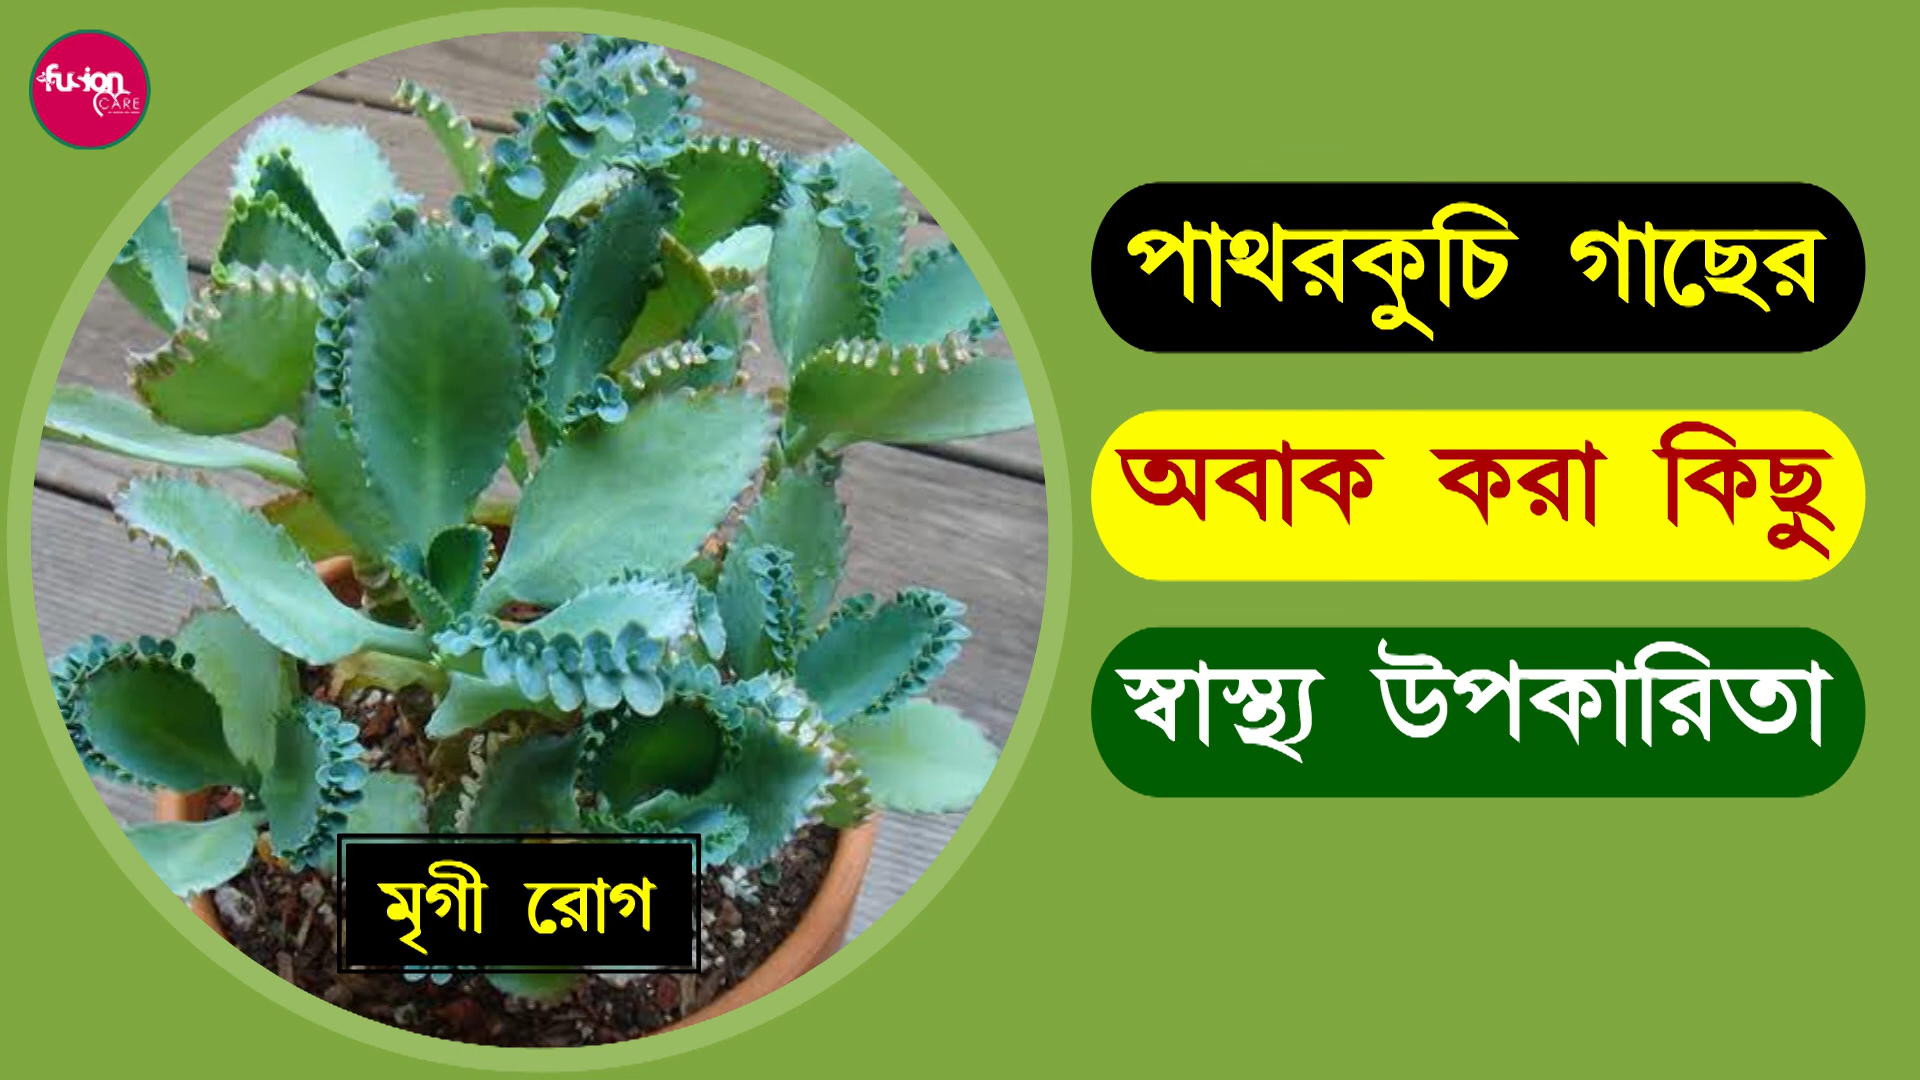 fusion
CARE
পাথরকুচি গাছের
অবাক করা কিছু
স্বাস্থ্য উপকারিতা
মৃগী রোগ